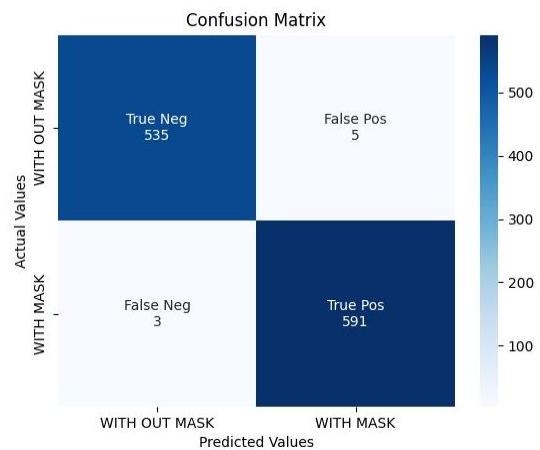 Confusion Matrix
Actual Values
WITH OUT MASK
WITH MASK
True Neg
535
False Pos
5
False Neg
3
True Pos
591
WITH OUT MASK
WITH MASK
Predicted Values
500
400
300
200
100